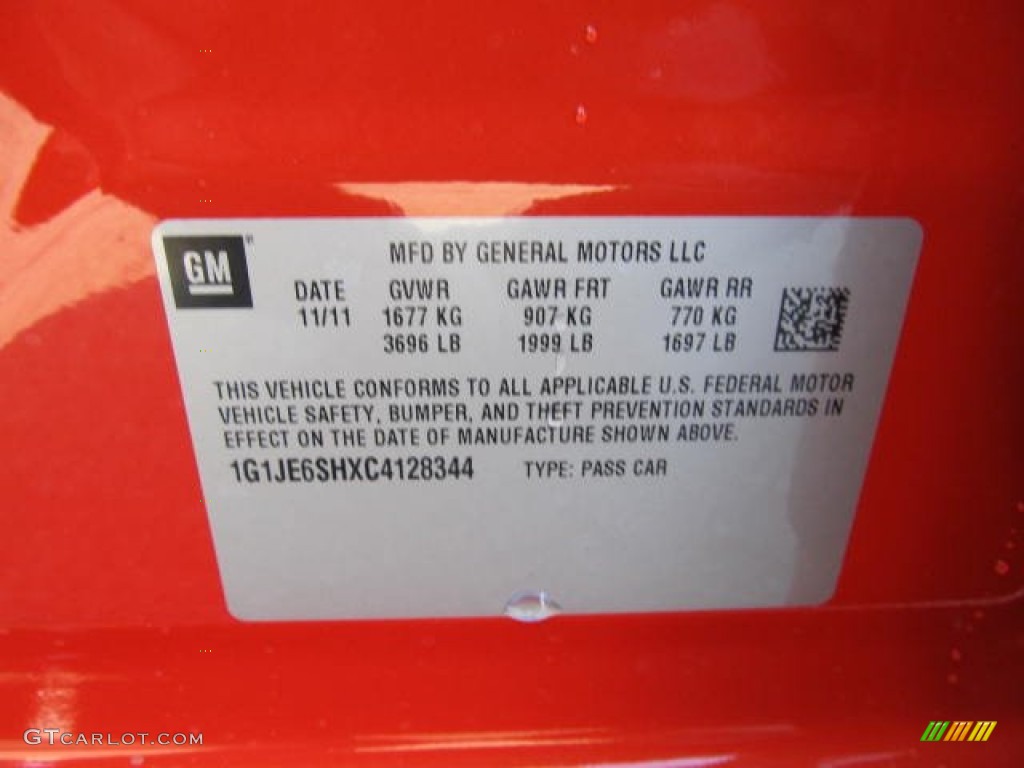 GM
MFD BY GENERAL MOTORS LLC
DATE GVWR GAWR FRT GAWR RR
11/11 1677 KG 907 KG 770 KG
3696 LB 1999 LB 1697 LB
THIS VEHICLE CONFORMS TO ALL APPLICABLE U.S. FEDERAL MOTOR
VEHICLE SAFETY, BUMPER, AND THEFT PREVENTION STANDARDS IN
EFFECT ON THE DATE OF MANUFACTURE SHOWN ABOVE.
1G1JE6SHXC4128344 TYPE: PASS CAR
GTCARLOT.COM